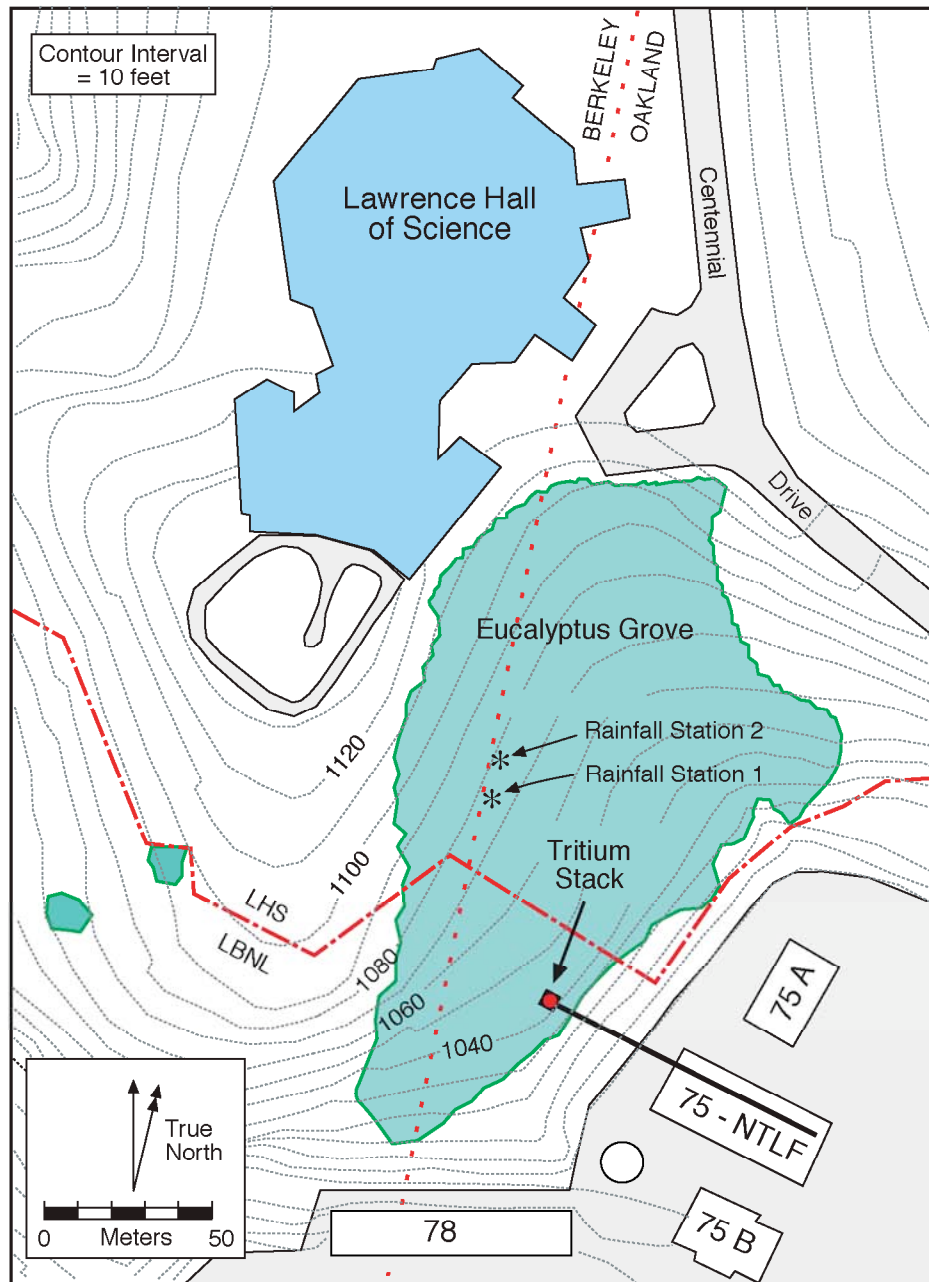 Contour Interval
= 10 feet
BERKELEY
OAKLAND
Lawrence Hall
of Science
Centennial
Drive
Eucalyptus Grove
Rainfall Station 2
Rainfall Station 1
1120
1100
Tritium
Stack
LHS
LBNL
1080
1060
1040
75 A
75 - NTLF
75 B
78
True
North
0 Meters 50